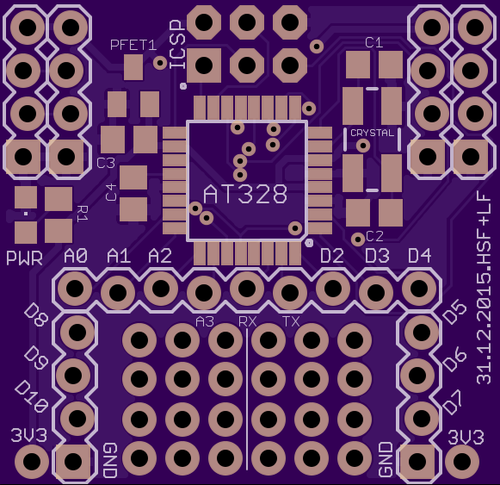 ICSP
PFET1
C1
CRYSTAL
C3
C4
AT328
R1
C2
PWR
A0
A1
A2
D2
D3
D4
31.12.2015.HSF+LF
A3
RX
TX
D8
D5
D9
D6
D10
D7
3V3
GND
GND
3V3